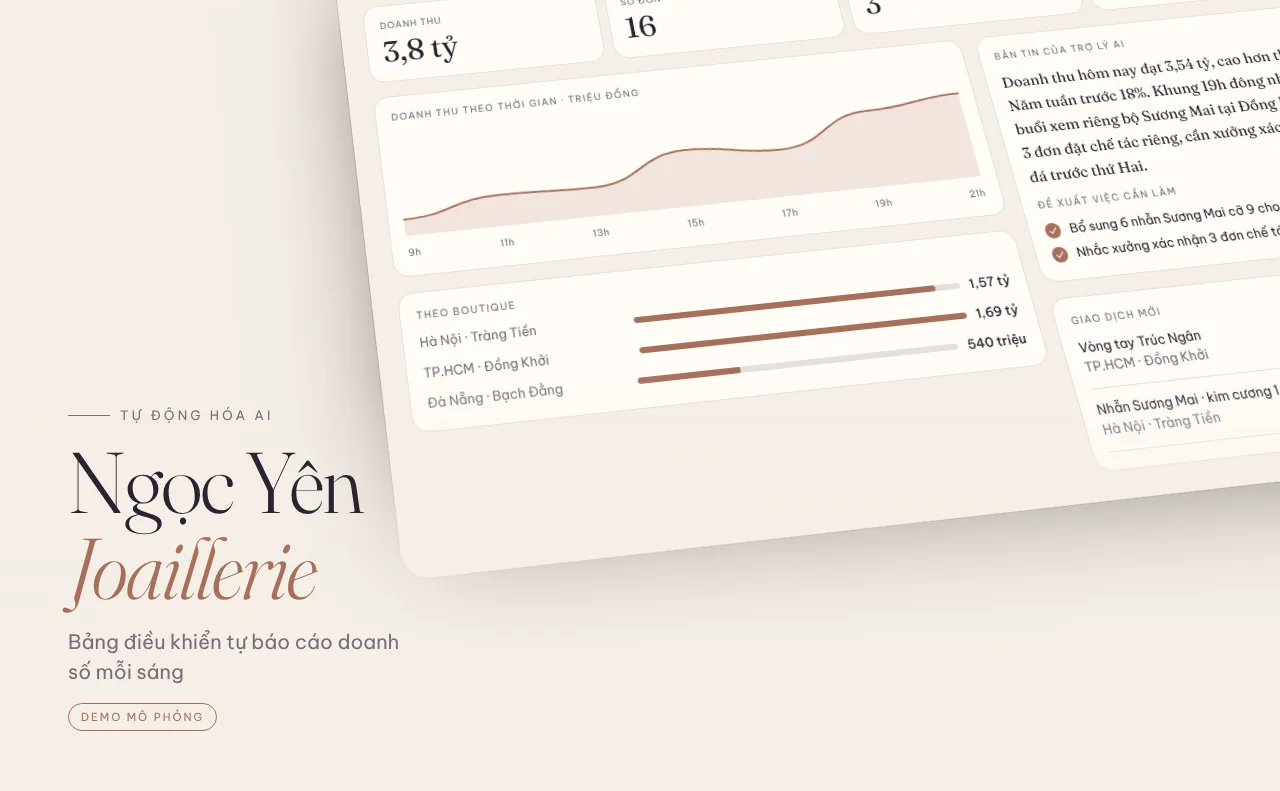 DOANH THU
3,8 tỷ
SỐ ĐƠN
16
3
DOANH THU THEO THỜI GIAN · TRIỆU ĐỒNG
9h
11h
13h
15h
17h
19h
21h
THEO BOUTIQUE
Hà Nội · Tràng Tiền
1,57 tỷ
TP.HCM · Đồng Khởi
1,69 tỷ
Đà Nẵng · Bạch Đằng
540 triệu
BẢN TIN CỦA TRỢ LÝ AI
Doanh thu hôm nay đạt 3,54 tỷ, cao hơn
Năm tuần trước 18%. Khung 19h đông
buổi xem riêng bộ Sương Mai tại Đồng
3 đơn đặt chế tác riêng, cần xưởng xác
đá trước thứ Hai.
ĐỀ XUẤT VIỆC CẦN LÀM
Bổ sung 6 nhẫn Sương Mai cỡ 9 cho
Nhắc xưởng xác nhận 3 đơn chế
GIAO DỊCH MỚI
Vòng tay Trúc Ngân
TP.HCM · Đồng Khởi
Nhẫn Sương Mai · kim cương 1
Hà Nội · Tràng Tiền
TỰ ĐỘNG HÓA AI
Ngọc Yên
Joaillerie
Bảng điều khiển tự báo cáo doanh
số mỗi sáng
DEMO MÔ PHỎNG